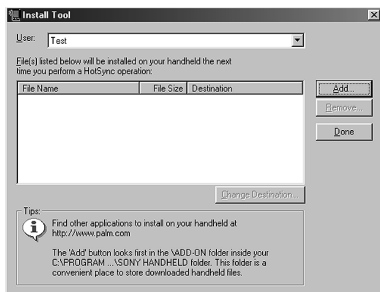 Install Tool
User: Test
File(s) listed below will be installed on your handheld the next
time you perform a HotSync operation:
File Name File Size Destination
Add...
Remove...
Done
Change Destination...
Tips:
Find other applications to install on your handheld at
http://www.palm.com
The 'Add' button looks first in the \ADD-ON folder inside your
C:\PROGRAM ...\SONY HANDHELD folder. This folder is a
convenient place to store downloaded handheld files.